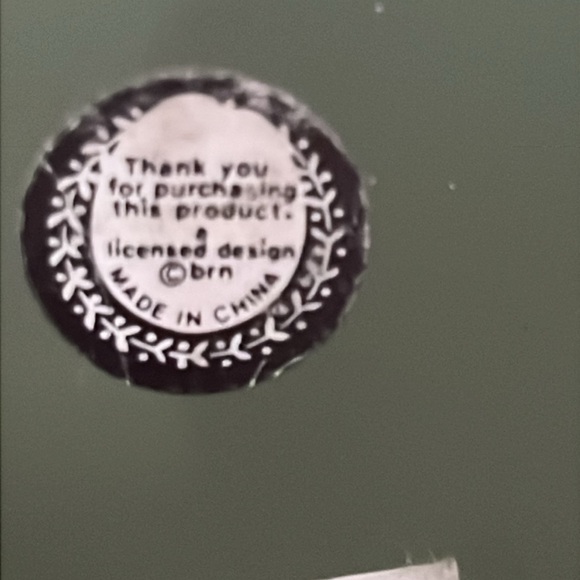 Thank you
for purchasing
this product.
a
licensed design
©brn
MADE IN CHINA